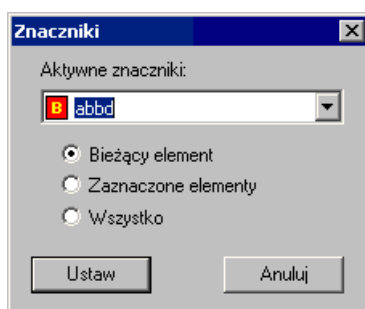 Znaczniki
Aktywne znaczniki:
B abbd
Bieżący element
Zaznaczone elementy
Wszystko
Ustaw Anuluj